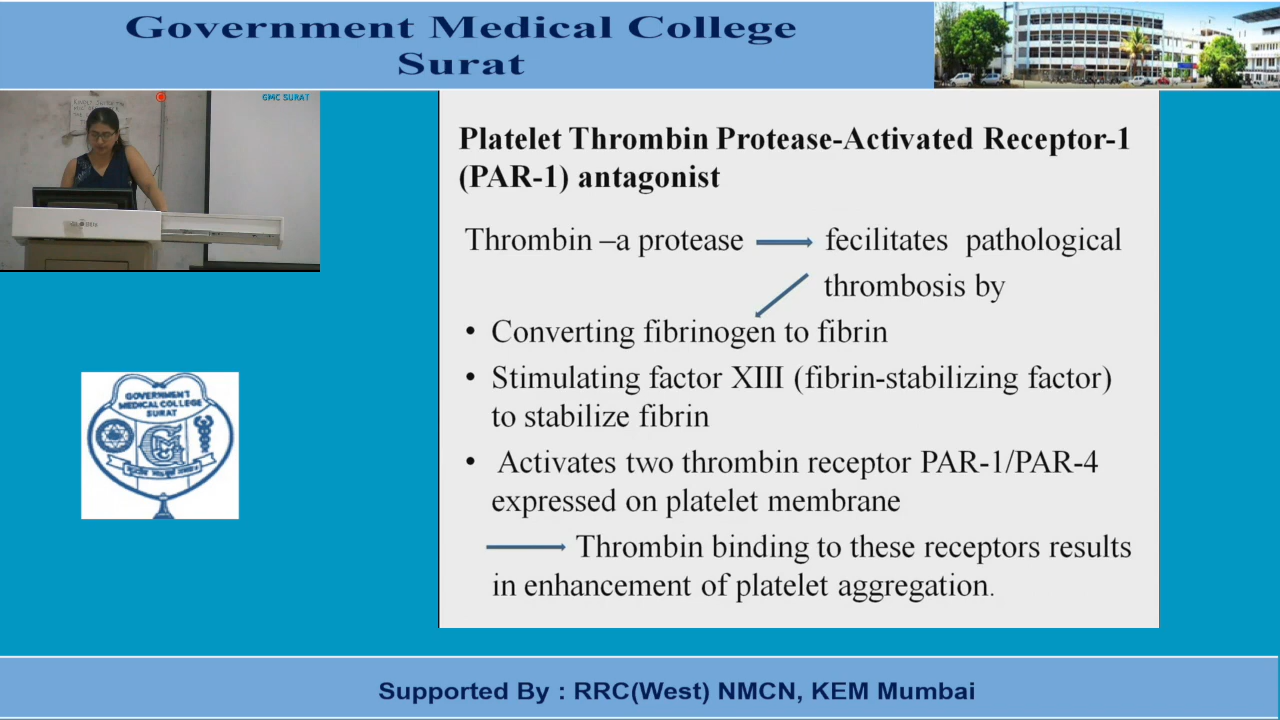 Government Medical College
Surat
GMC SURAT
Platelet Thrombin Protease-Activated Receptor-1
(PAR-1) antagonist
Thrombin –a protease fecilitates pathological
thrombosis by
• Converting fibrinogen to fibrin
• Stimulating factor XIII (fibrin-stabilizing factor)
to stabilize fibrin
• Activates two thrombin receptor PAR-1/PAR-4
expressed on platelet membrane
Thrombin binding to these receptors results
in enhancement of platelet aggregation.
GOVERNMENT
MEDICAL COLLEGE
SURAT
Supported By : RRC(West) NMCN, KEM Mumbai